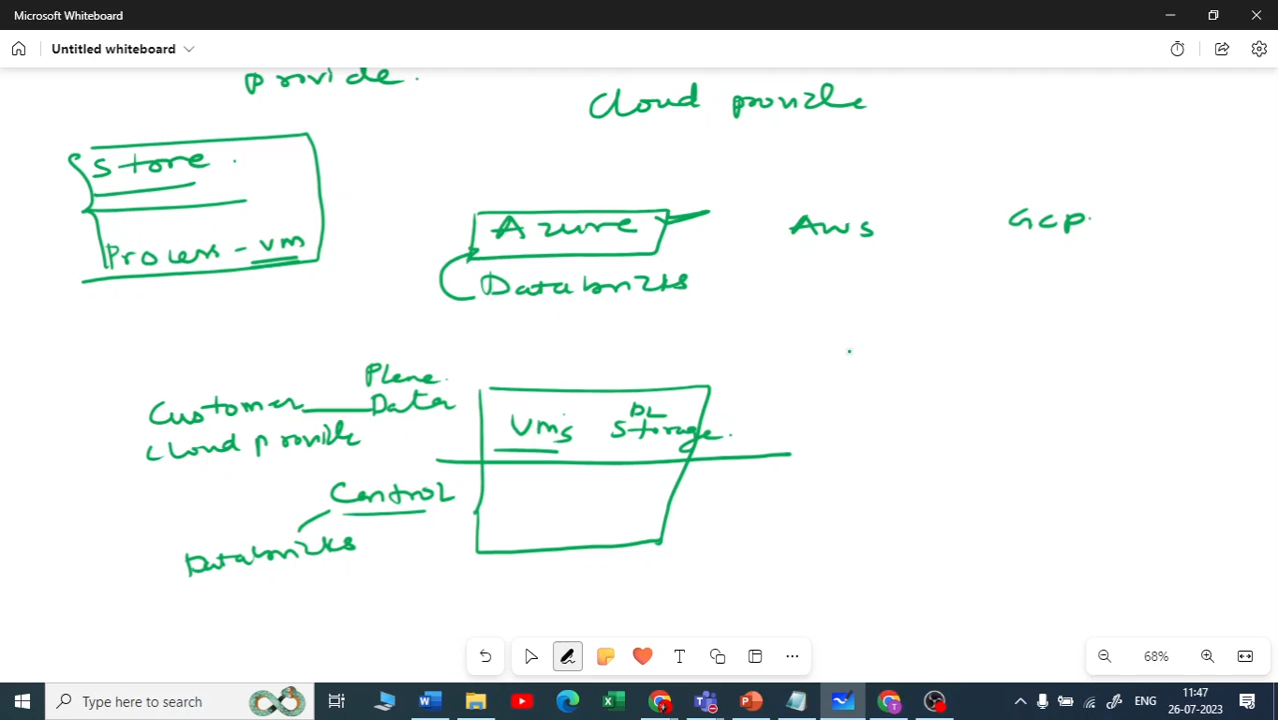 Microsoft Whiteboard
Untitled whiteboard
provide.
Cloud provide
Store.
Process - vm
Azure
Databricks
Aws
Gcp
Plane.
Customer Data
cloud provide
Vms
DL
Storage.
Control
Databricks
68%
Type here to search
ENG
11:47
26-07-2023